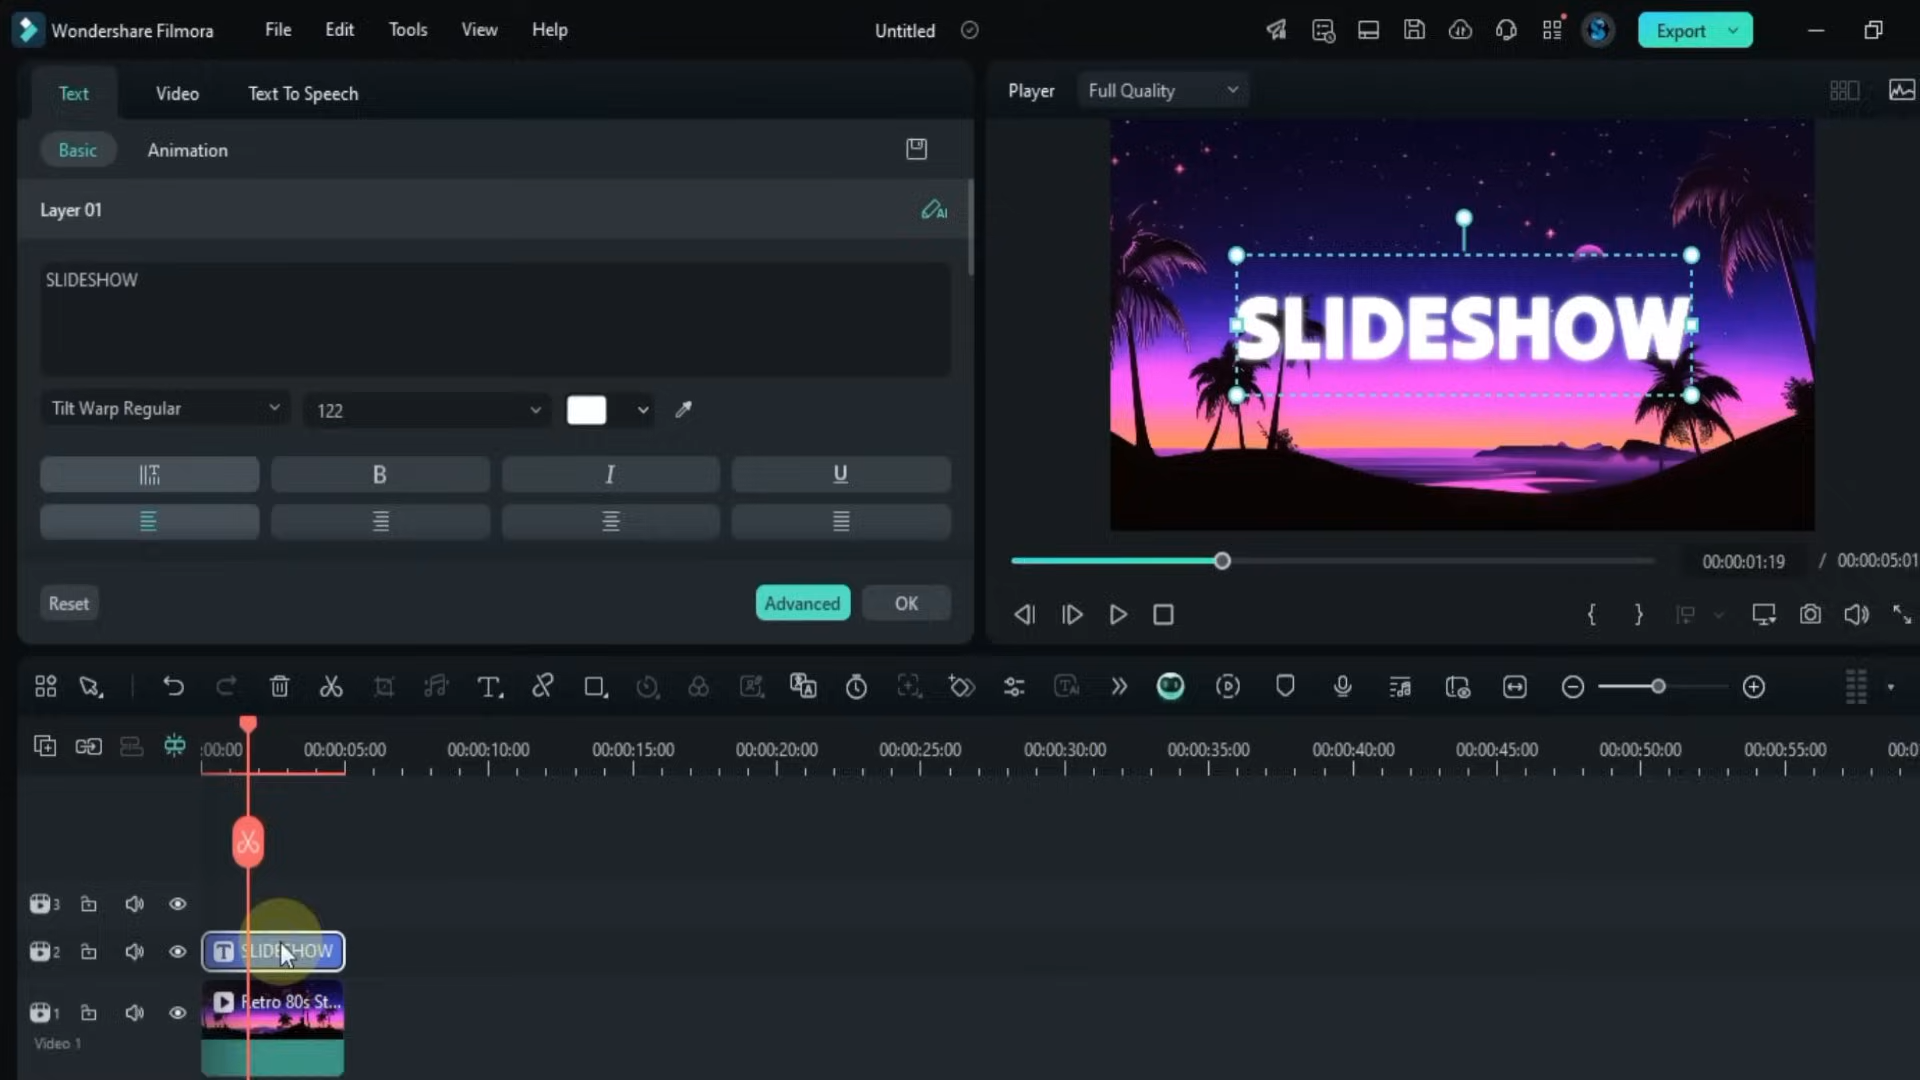 Wondershare Filmora
File Edit Tools View Help
Untitled
Export
Text Video Text To Speech
Player Full Quality
Basic Animation
Layer 01
AI
SLIDESHOW
SLIDESHOW
Tilt Warp Regular 122
B I U
00:00:01:19 / 00:00:05:01
Reset Advanced OK
:00:00 00:00:05:00 00:00:10:00 00:00:15:00 00:00:20:00 00:00:25:00 00:00:30:00 00:00:35:00 00:00:40:00 00:00:45:00 00:00:50:00 00:00:55:00 00:0
3
2 T SLIDESHOW
1 Retro 80s St...
Video 1